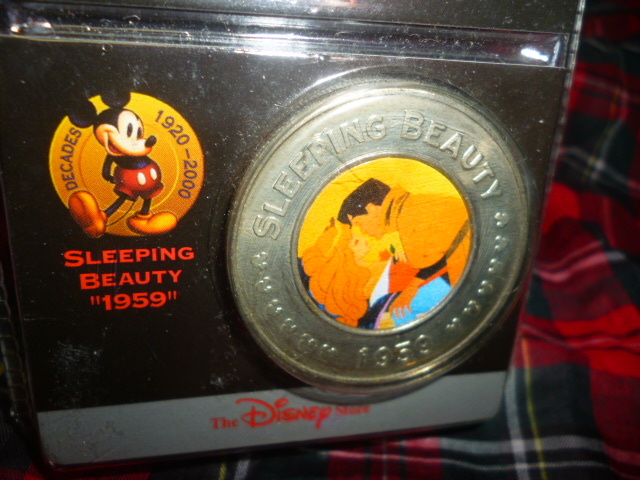 DECADES 1920-2000
SLEEPING
BEAUTY
"1959"
SLEEPING BEAUTY
1959
The DISNEY Store